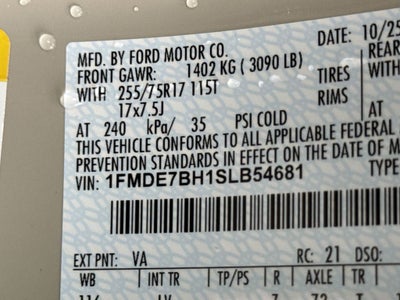 MFD. BY FORD MOTOR CO. DATE: 10/25
FRONT GAWR: 1402 KG ( 3090 LB) REAR
WITH 255/75R17 115T TIRES WITH
17x7.5J RIMS
AT 240 kPa/ 35 PSI COLD
THIS VEHICLE CONFORMS TO ALL APPLICABLE FEDERAL
PREVENTION STANDARDS IN EFFECT ON THE DATE OF M
VIN: 1FMDE7BH1SLB54681 TYPE
EXT PNT: VA RC: 21 DSO:
WB INT TR TP/PS R AXLE TR